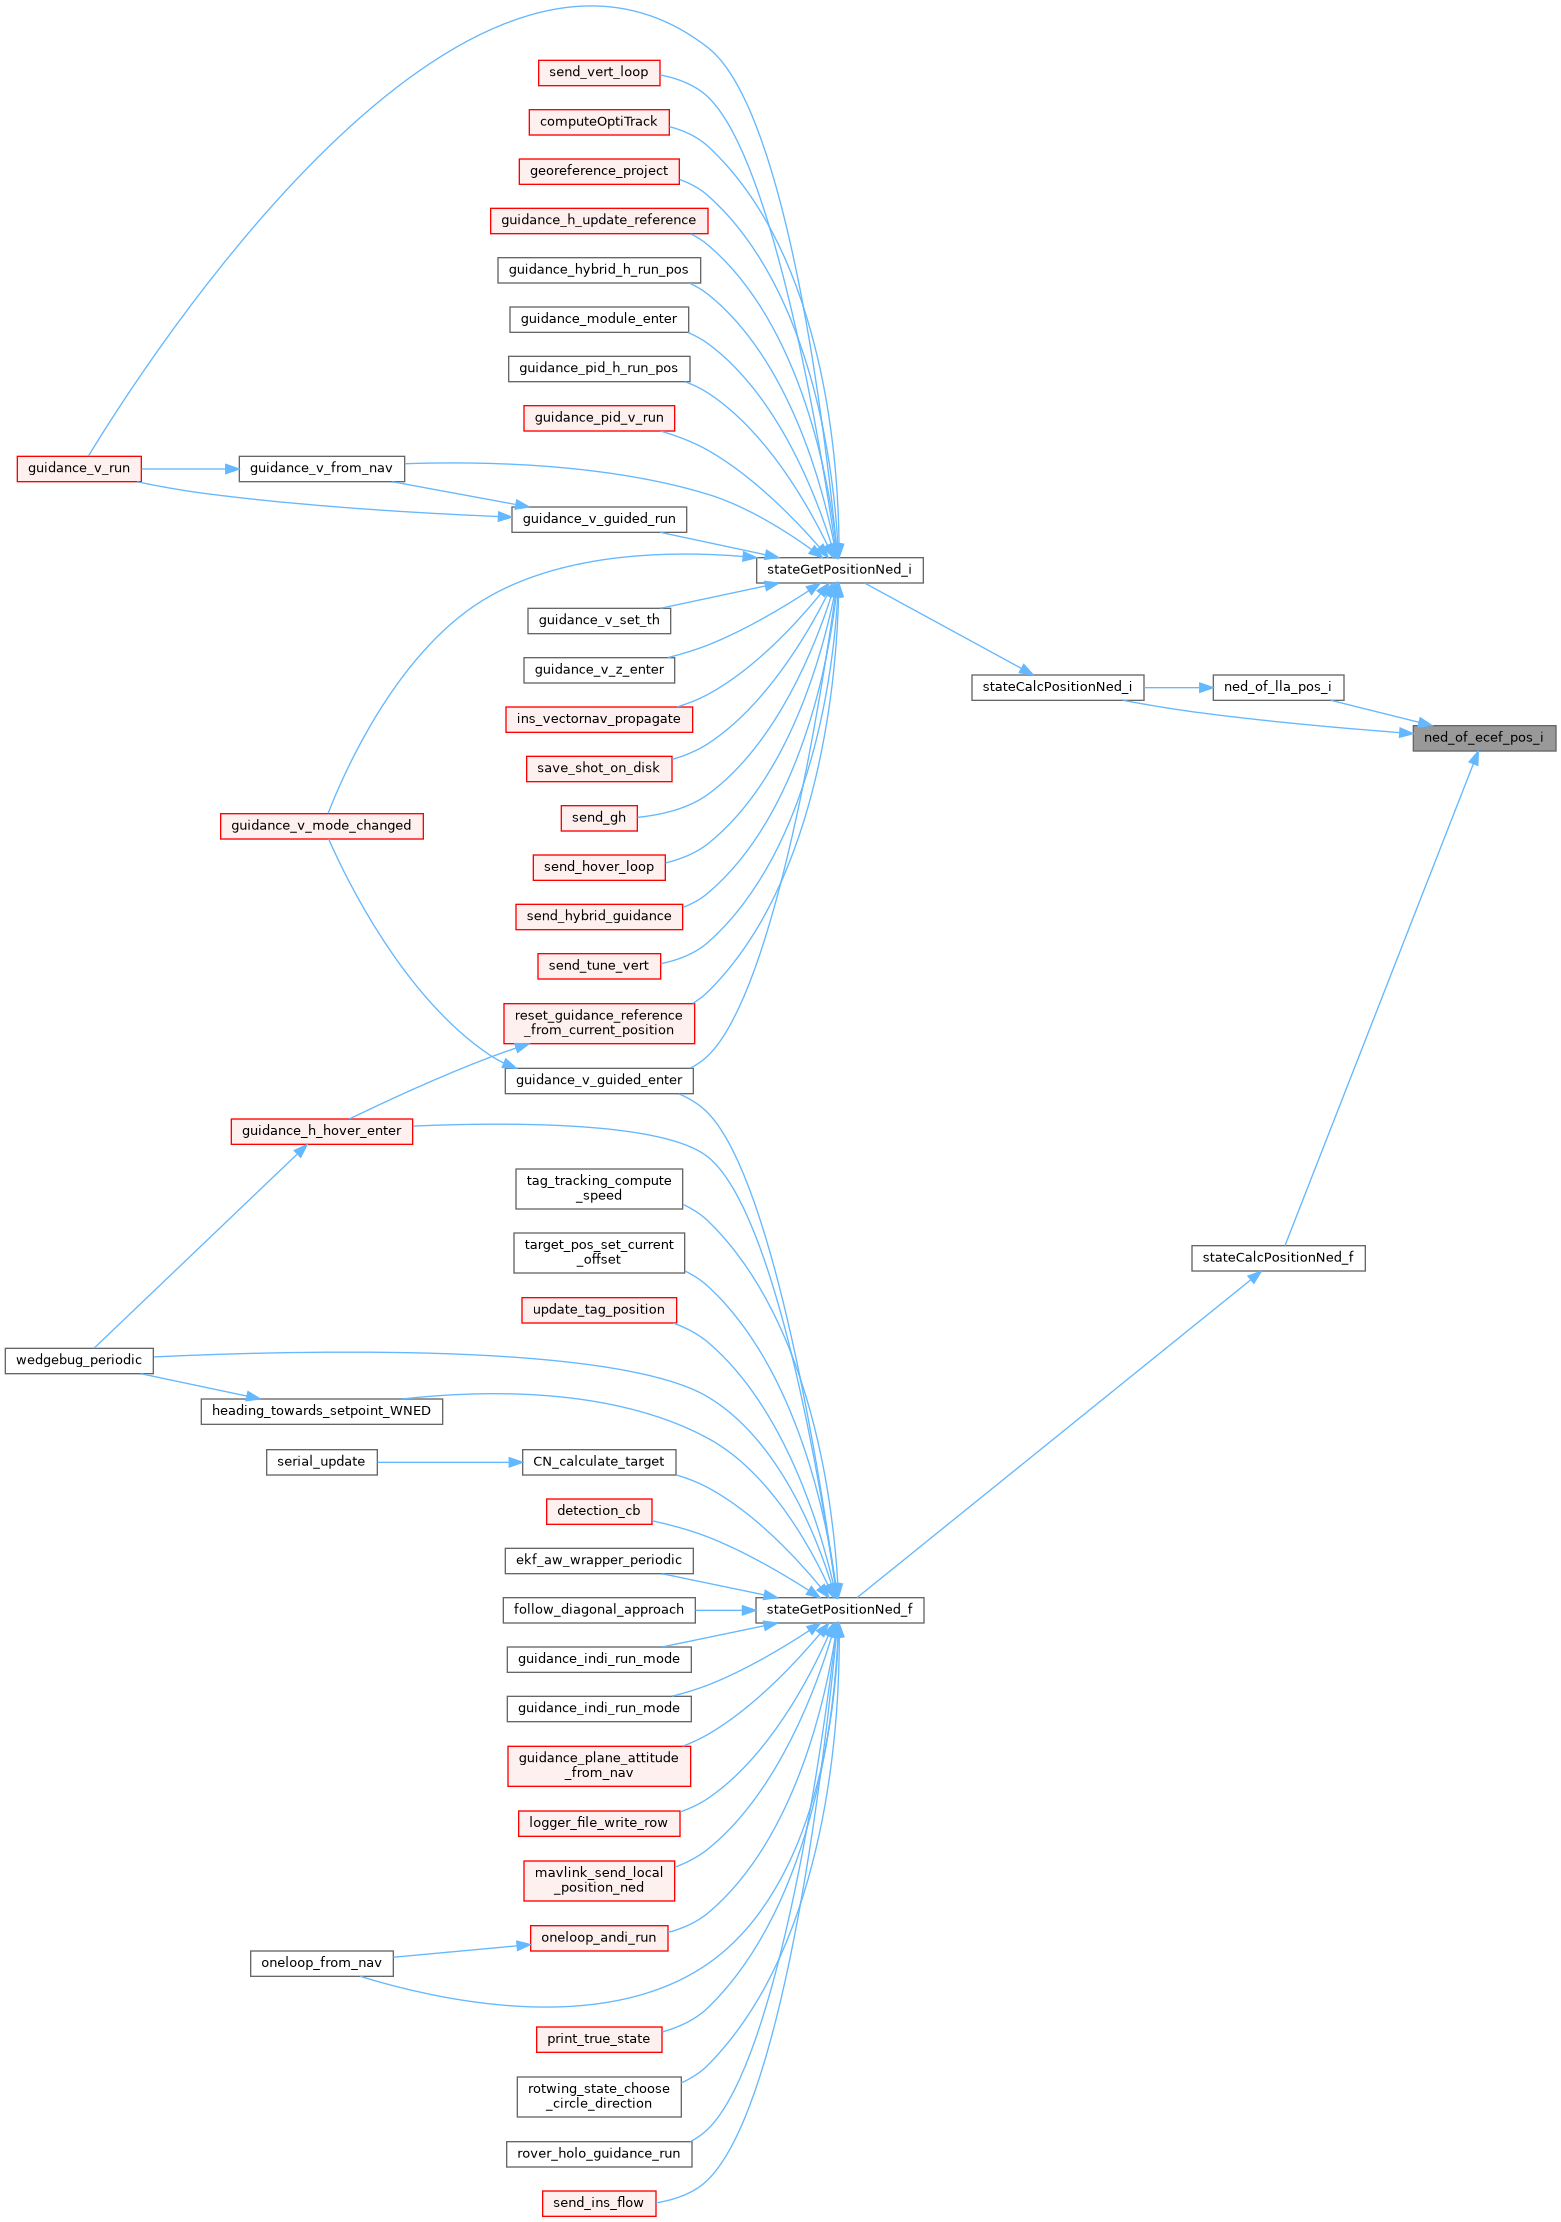 send_vert_loop
computeOptiTrack
georeference_project
guidance_h_update_reference
guidance_hybrid_h_run_pos
guidance_module_enter
guidance_pid_h_run_pos
guidance_pid_v_run
guidance_v_run
guidance_v_from_nav
guidance_v_guided_run
stateGetPositionNed_i
guidance_v_set_th
guidance_v_z_enter
stateCalcPositionNed_i
ned_of_lla_pos_i
ned_of_ecef_pos_i
ins_vectornav_propagate
save_shot_on_disk
send_gh
guidance_v_mode_changed
send_hover_loop
send_hybrid_guidance
send_tune_vert
reset_guidance_reference
_from_current_position
guidance_v_guided_enter
guidance_h_hover_enter
tag_tracking_compute
_speed
target_pos_set_current
_offset
stateCalcPositionNed_f
update_tag_position
wedgebug_periodic
heading_towards_setpoint_WNED
serial_update
CN_calculate_target
detection_cb
ekf_aw_wrapper_periodic
follow_diagonal_approach
stateGetPositionNed_f
guidance_indi_run_mode
guidance_indi_run_mode
guidance_plane_attitude
_from_nav
logger_file_write_row
mavlink_send_local
_position_ned
oneloop_andi_run
oneloop_from_nav
print_true_state
rotwing_state_choose
_circle_direction
rover_holo_guidance_run
send_ins_flow